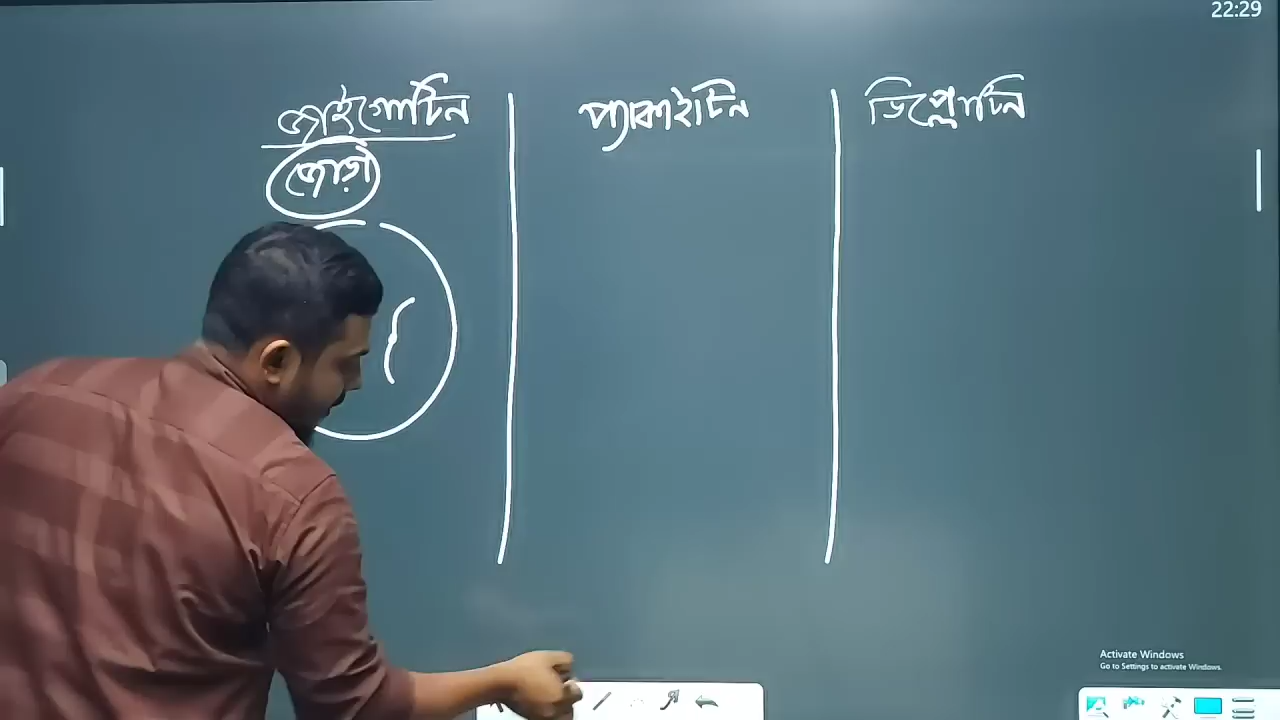 22:29
জাইগোটিন
প্যাকাইটিন
ডিপ্লোটিন
জোড়া
Activate Windows
Go to Settings to activate Windows.